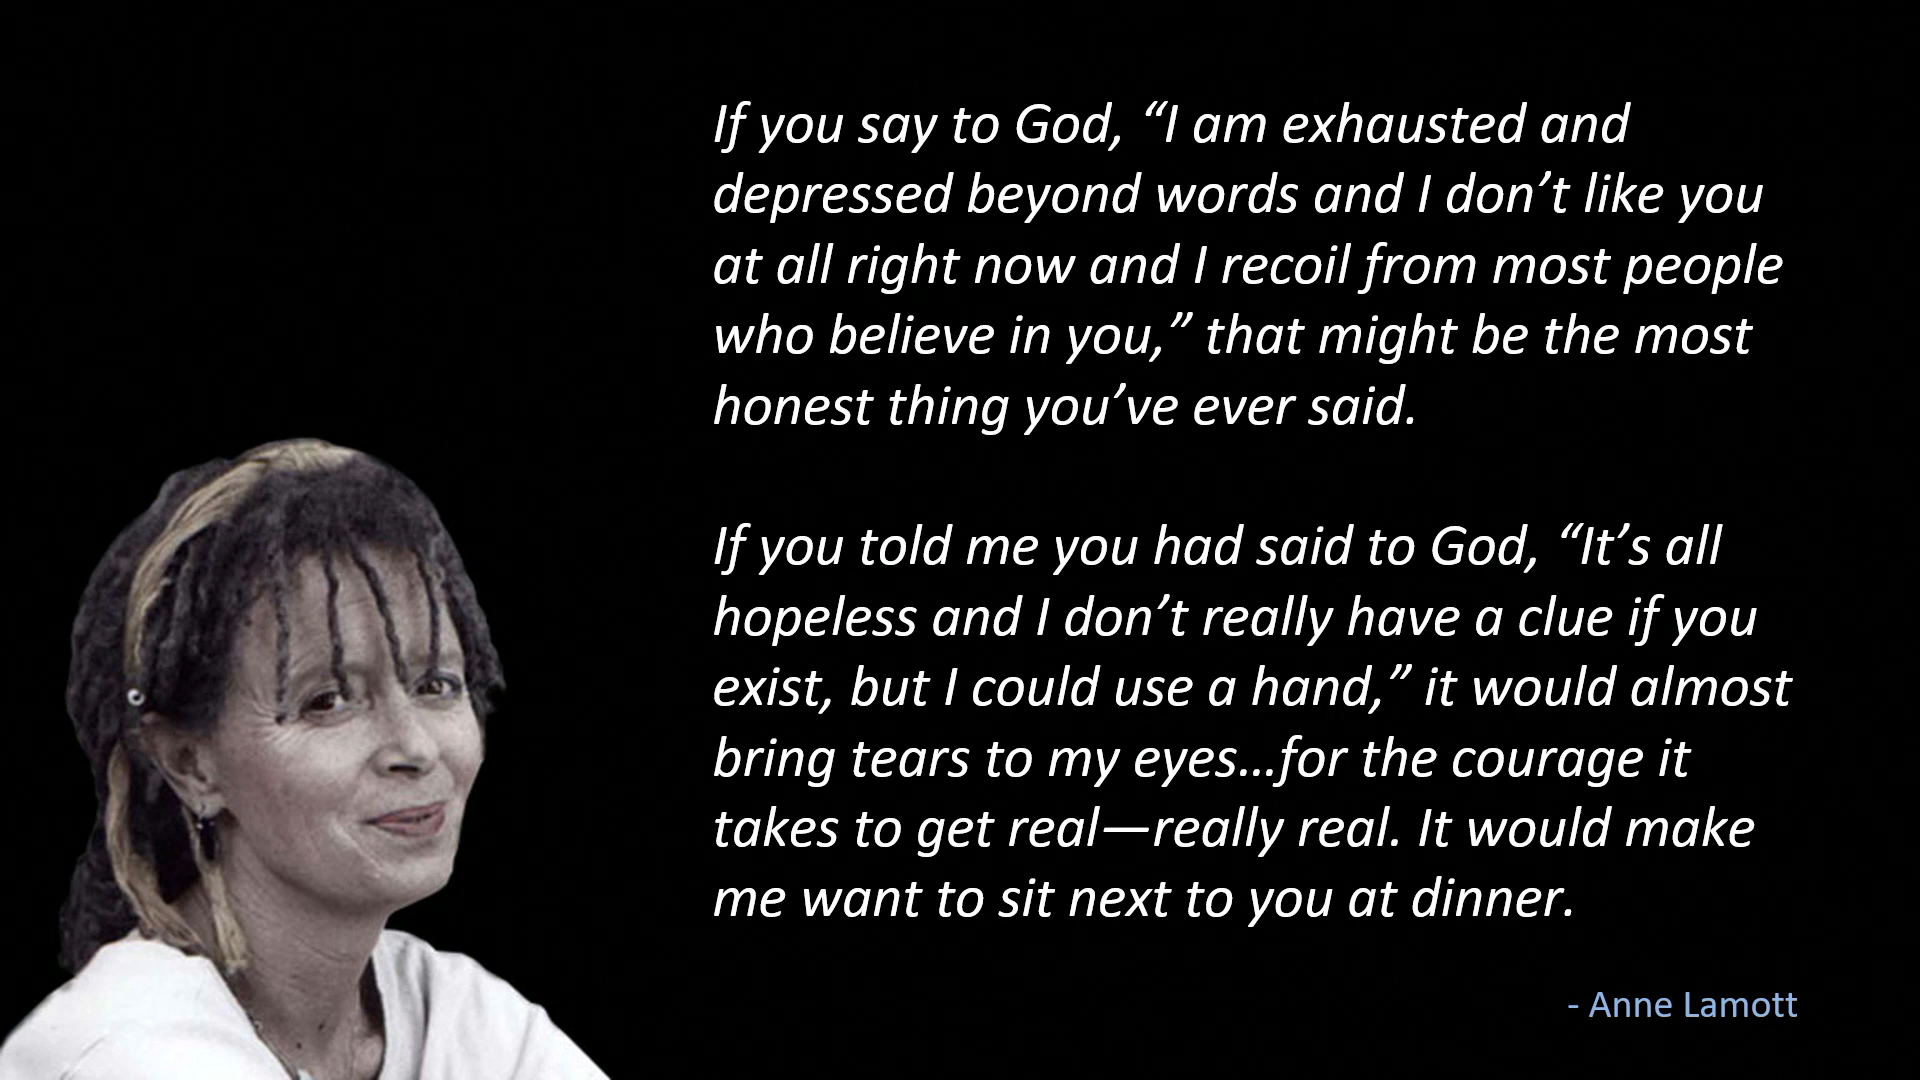 If you say to God, “I am exhausted and
depressed beyond words and I don’t like you
at all right now and I recoil from most people
who believe in you,” that might be the most
honest thing you’ve ever said.
If you told me you had said to God, “It’s all
hopeless and I don’t really have a clue if you
exist, but I could use a hand,” it would almost
bring tears to my eyes…for the courage it
takes to get real—really real. It would make
me want to sit next to you at dinner.
- Anne Lamott